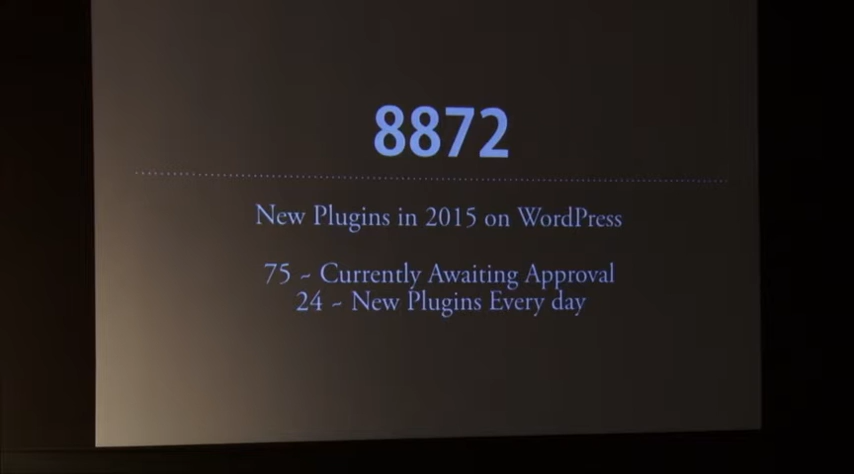 8872
New Plugins in 2015 on WordPress
75 ~ Currently Awaiting Approval
24 ~ New Plugins Every day